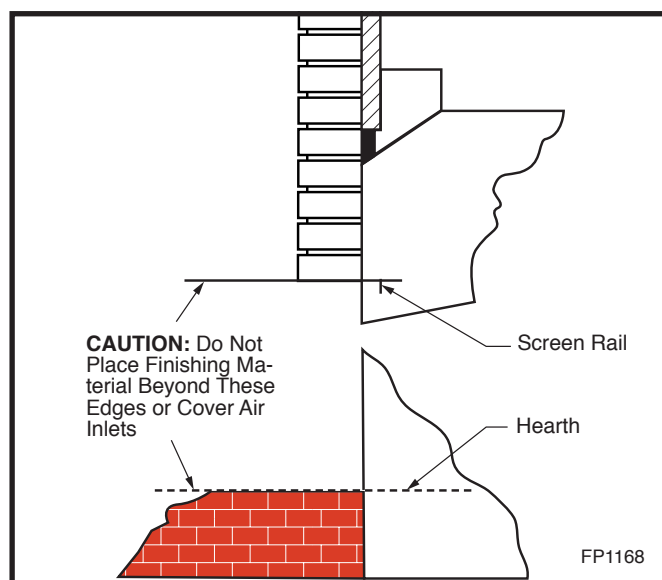 CAUTION: Do Not
Place Finishing Ma-
terial Beyond These
Edges or Cover Air
Inlets
Screen Rail
Hearth
FP1168